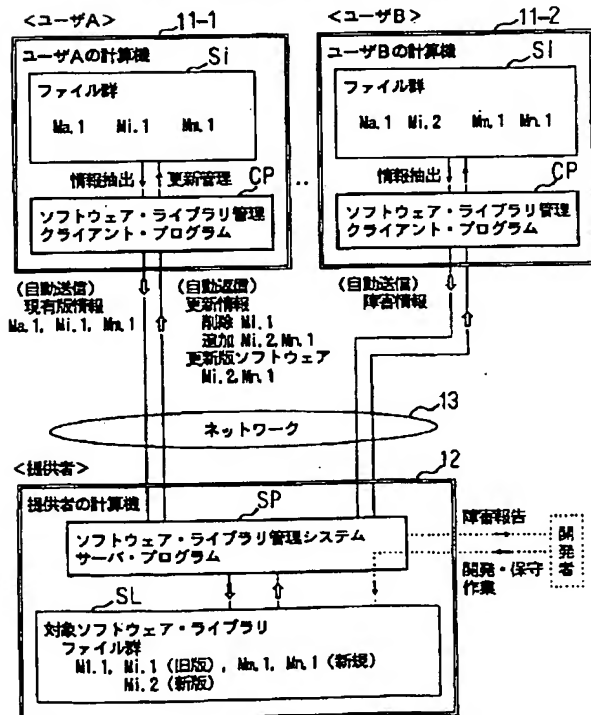 <ユーザA>
11-1
ユーザAの計算機
Si
ファイル群
Ma.1 Mi.1 Mm.1
情報抽出
更新管理
CP
ソフトウェア・ライブラリ管理
クライアント・プログラム
<ユーザB>
11-2
ユーザBの計算機
Sl
ファイル群
Ma.1 Mi.2 Mm.1 Mn.1
情報抽出
CP
ソフトウェア・ライブラリ管理
クライアント・プログラム
(自動送信)
現有版情報
Ma.1, Mi.1, Mm.1
(自動返信)
更新情報
削除 Mi.1
追加 Mi.2, Mn.1
更新版ソフトウェア
Mi.2, Mn.1
(自動送信)
障害情報
13
ネットワーク
<提供者>
12
提供者の計算機
SP
ソフトウェア・ライブラリ管理システム
サーバ・プログラム
障害報告
開発者
開発・保守
作業
SL
対象ソフトウェア・ライブラリ
ファイル群
M1.1, Mi.1 (旧版) , Mm.1, Mn.1 (新規)
Mi.2 (新版)